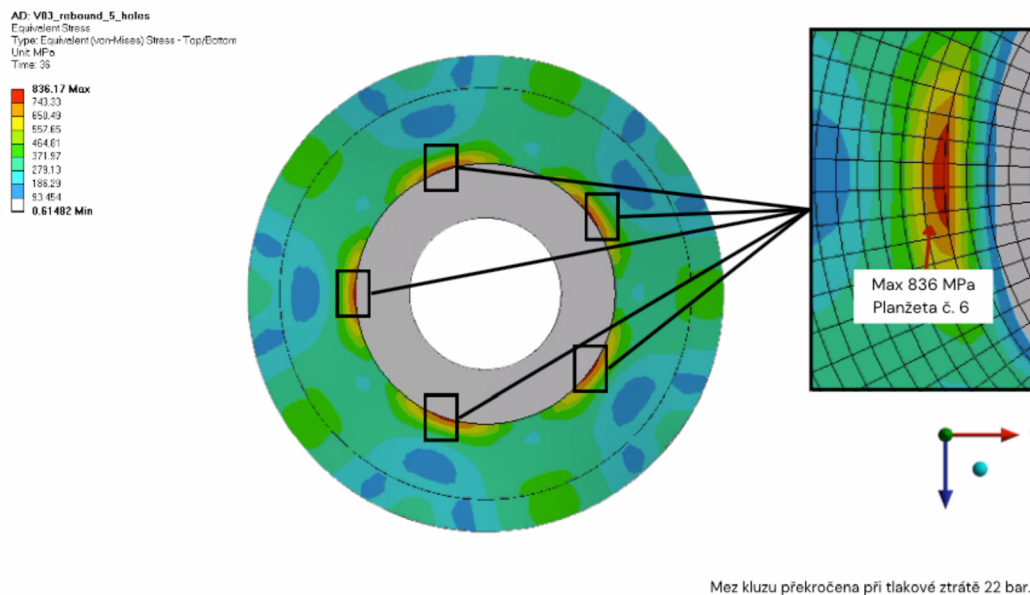 AD: V03_rebound_5_holes
Equivalent Stress
Type: Equivalent (von-Mises) Stress - Top/Bottom
Unit: MPa
Time: 36
836.17 Max
743.33
650.49
557.65
464.81
371.97
279.13
186.29
93.454
0.61482 Min
Max 836 MPa
Planžeta č. 6
Mez kluzu překročena při tlakové ztrátě 22 bar.